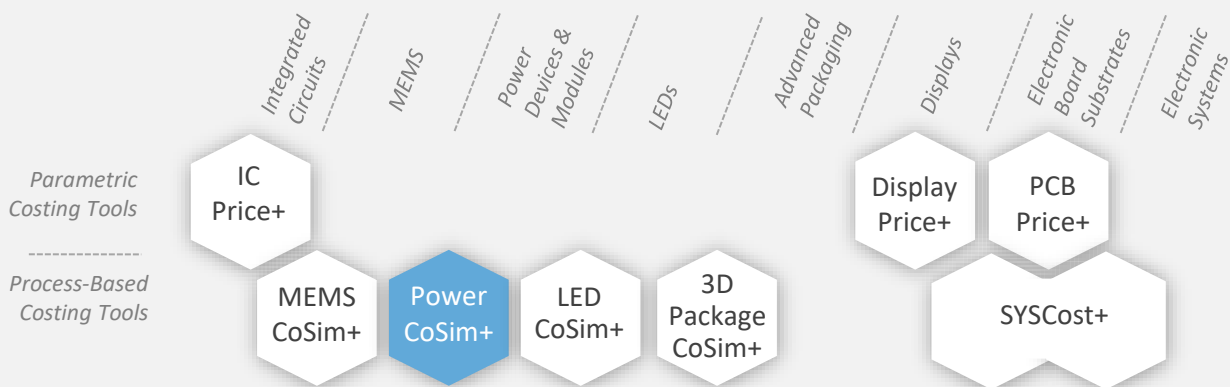 Integrated
Circuits
MEMS
Power
Devices &
Modules
LEDs
Advanced
Packaging
Displays
Electronic
Board
Substrates
Electronic
Systems
Parametric
Costing Tools
IC
Price+
Display
Price+
PCB
Price+
Process-Based
Costing Tools
MEMS
CoSim+
Power
CoSim+
LED
CoSim+
3D
Package
CoSim+
SYSCost+